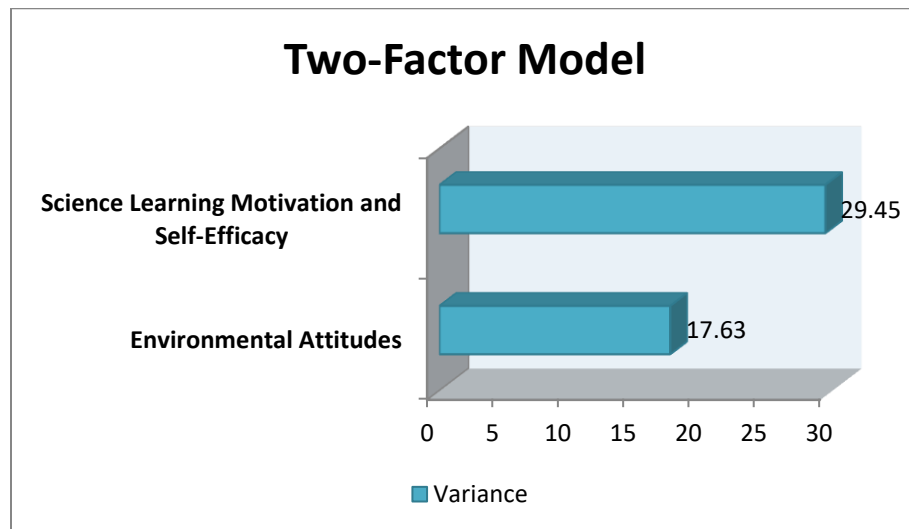 Two-Factor Model
Science Learning Motivation and
Self-Efficacy
29.45
Environmental Attitudes
17.63
0 5 10 15 20 25 30
Variance